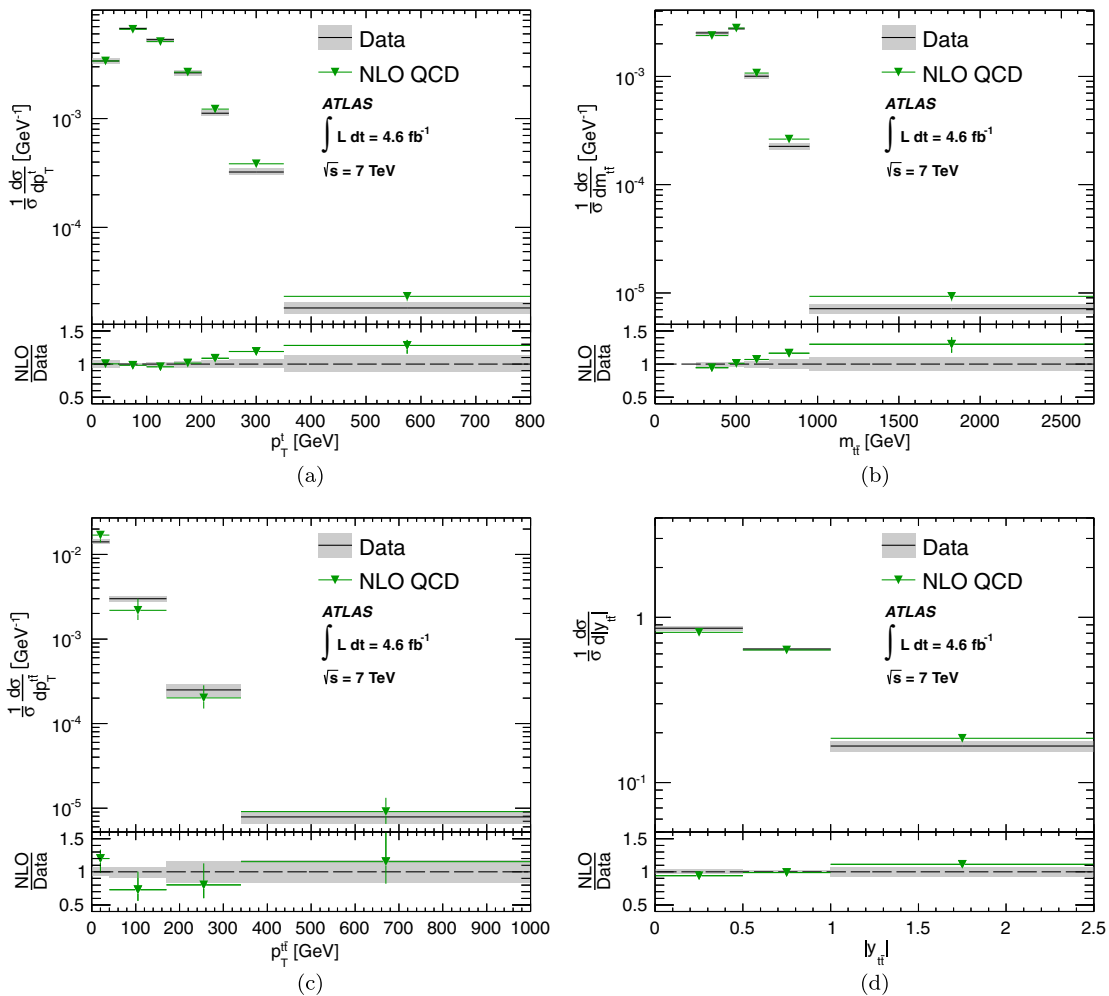 Data
NLO QCD
ATLAS
∫ L dt = 4.6 fb⁻¹
√s = 7 TeV
1/σ dσ/dp_T^t [GeV⁻¹]
10⁻³
10⁻⁴
NLO/Data
1.5
1
0.5
0 100 200 300 400 500 600 700 800
p_T^t [GeV]
(a)
Data
NLO QCD
ATLAS
∫ L dt = 4.6 fb⁻¹
√s = 7 TeV
1/σ dσ/dm_tt̄ [GeV⁻¹]
10⁻³
10⁻⁴
10⁻⁵
NLO/Data
1.5
1
0.5
0 500 1000 1500 2000 2500
m_tt̄ [GeV]
(b)
Data
NLO QCD
ATLAS
∫ L dt = 4.6 fb⁻¹
√s = 7 TeV
1/σ dσ/dp_T^tt̄ [GeV⁻¹]
10⁻²
10⁻³
10⁻⁴
10⁻⁵
NLO/Data
1.5
1
0.5
0 100 200 300 400 500 600 700 800 900 1000
p_T^tt̄ [GeV]
(c)
Data
NLO QCD
ATLAS
∫ L dt = 4.6 fb⁻¹
√s = 7 TeV
1/σ dσ/d|y_tt̄|
1
10⁻¹
NLO/Data
1.5
1
0.5
0 0.5 1 1.5 2 2.5
|y_tt̄|
(d)